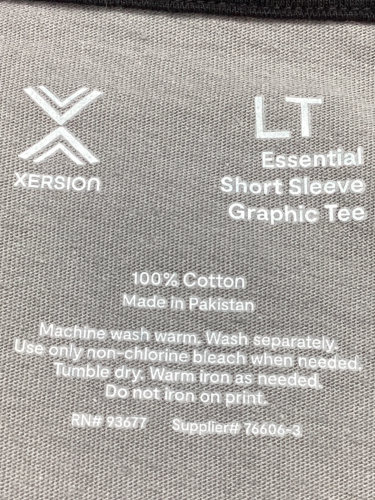 XERSION
LT
Essential
Short Sleeve
Graphic Tee
100% Cotton
Made in Pakistan
Machine wash warm. Wash separately.
Use only non-chlorine bleach when needed.
Tumble dry. Warm iron as needed.
Do not iron on print.
RN# 93677 Supplier# 76606-3